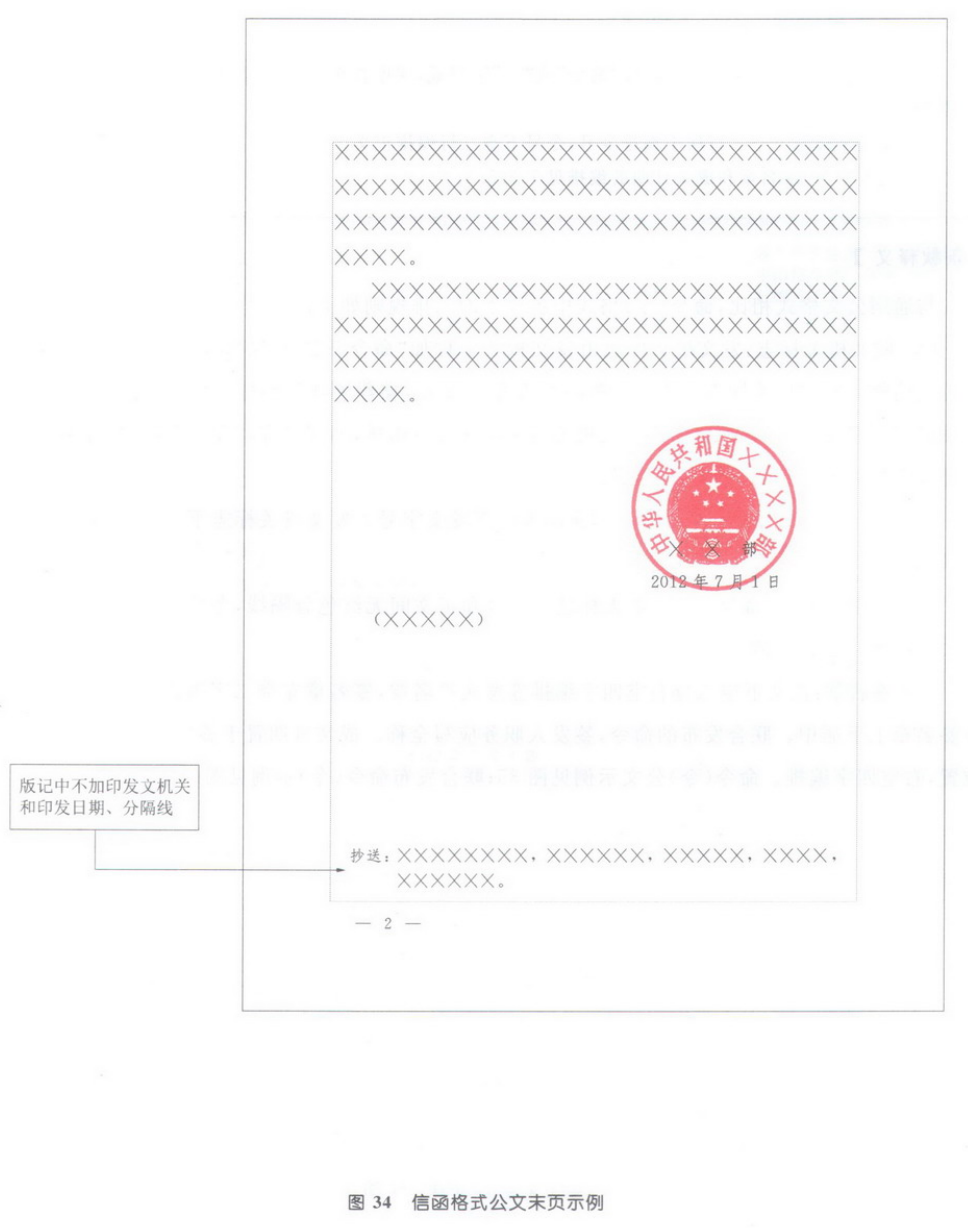 ××××××××××××××××××××××××××××
××××××××××××××××××××××××××××
××××××××××××××××××××××××××××
××××。
××××××××××××××××××××××××××
××××××××××××××××××××××××××××
××××××××××××××××××××××××××××
××××。
中华人民共和国××××部
× × 部
2012年7月1日
(×××××)
版记中不加印发文机关
和印发日期、分隔线
抄送:××××××××,××××××,×××××,××××,
××××××。
— 2 —
图 34 信函格式公文末页示例